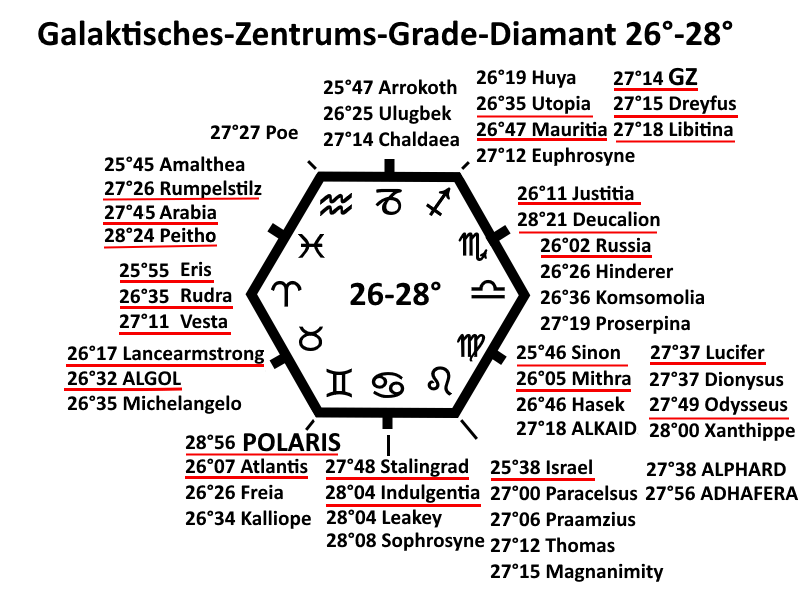 Galaktisches-Zentrums-Grade-Diamant 26°-28°
25°47 Arrokoth
26°25 Ulugbek
27°14 Chaldaea
26°19 Huya
26°35 Utopia
26°47 Mauritia
27°12 Euphrosyne
27°14 GZ
27°15 Dreyfus
27°18 Libitina
27°27 Poe
25°45 Amalthea
27°26 Rumpelstilz
27°45 Arabia
28°24 Peitho
26°11 Justitia
28°21 Deucalion
25°55 Eris
26°35 Rudra
27°11 Vesta
♒ ♑ ♐
♓ ♏
♈ 26-28° ♎
♉ ♍
♊ ♋ ♌
26°02 Russia
26°26 Hinderer
26°36 Komsomolia
27°19 Proserpina
26°17 Lancearmstrong
26°32 ALGOL
26°35 Michelangelo
25°46 Sinon
26°05 Mithra
26°46 Hasek
27°18 ALKAID
27°37 Lucifer
27°37 Dionysus
27°49 Odysseus
28°00 Xanthippe
28°56 POLARIS
26°07 Atlantis
26°26 Freia
26°34 Kalliope
27°48 Stalingrad
28°04 Indulgentia
28°04 Leakey
28°08 Sophrosyne
25°38 Israel
27°00 Paracelsus
27°06 Praamzius
27°12 Thomas
27°15 Magnanimity
27°38 ALPHARD
27°56 ADHAFERA